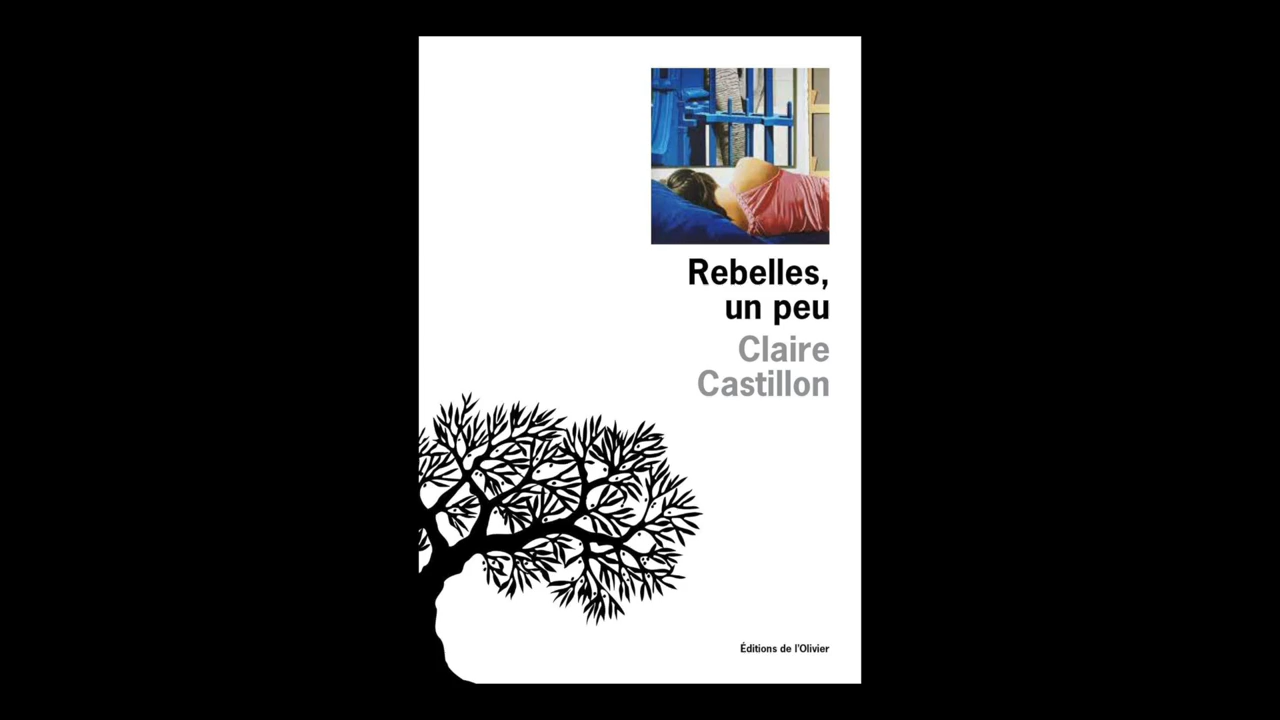 Rebelles,
un peu
Claire
Castillon
Éditions de l'Olivier